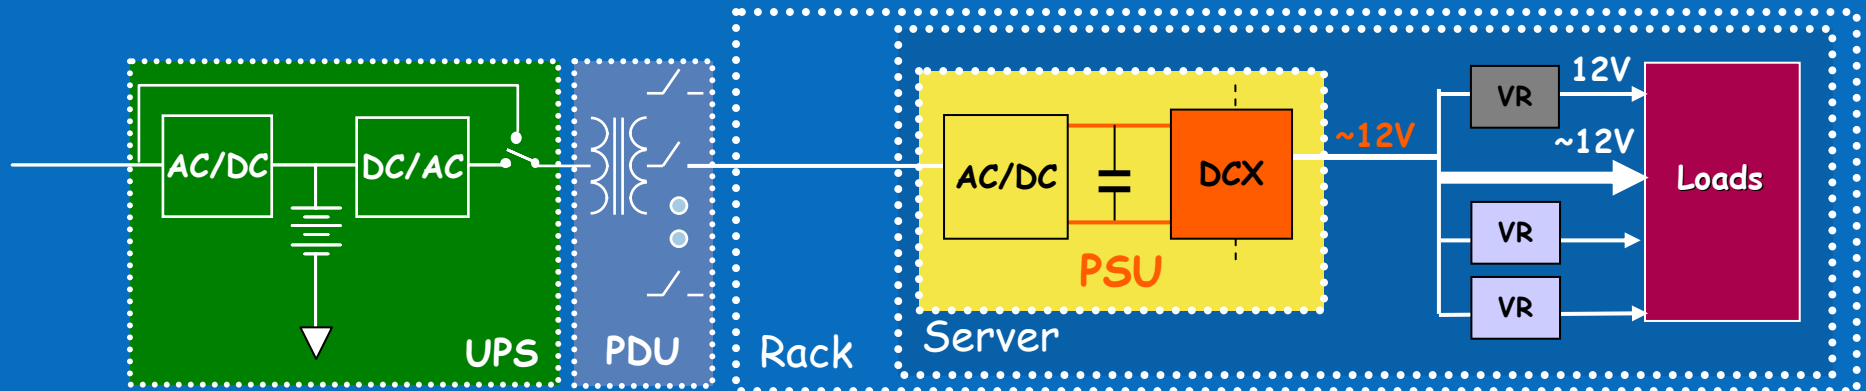 AC/DC
DC/AC
UPS
PDU
Rack
Server
AC/DC
DCX
PSU
~12V
VR
12V
~12V
VR
VR
Loads